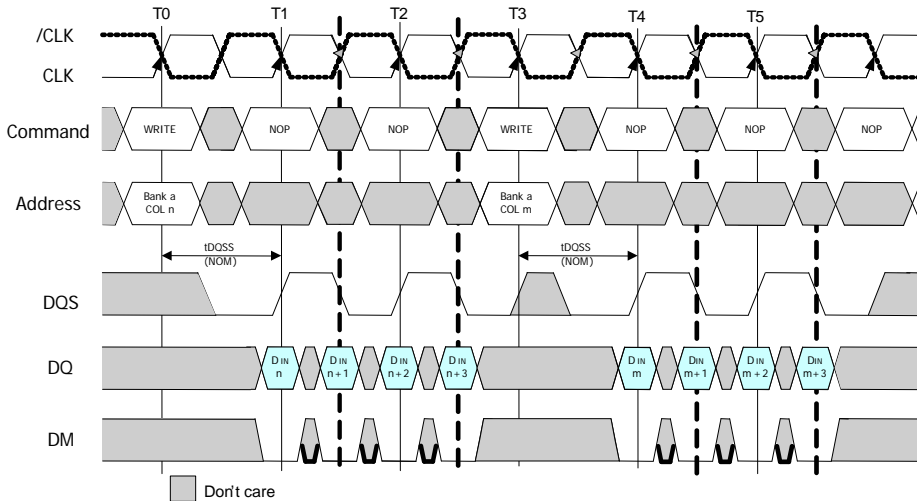 T0 T1 T2 T3 T4 T5
/CLK
CLK
Command WRITE NOP NOP WRITE NOP NOP NOP
Address
Bank a
COL n
Bank a
COL m
tDQSS
(NOM)
tDQSS
(NOM)
DQS
DQ
D IN
n
D IN
n + 1
D IN
n + 2
D IN
n + 3
D IN
m
DIN
m + 1
D IN
m + 2
DIN
m + 3
DM
Don't care